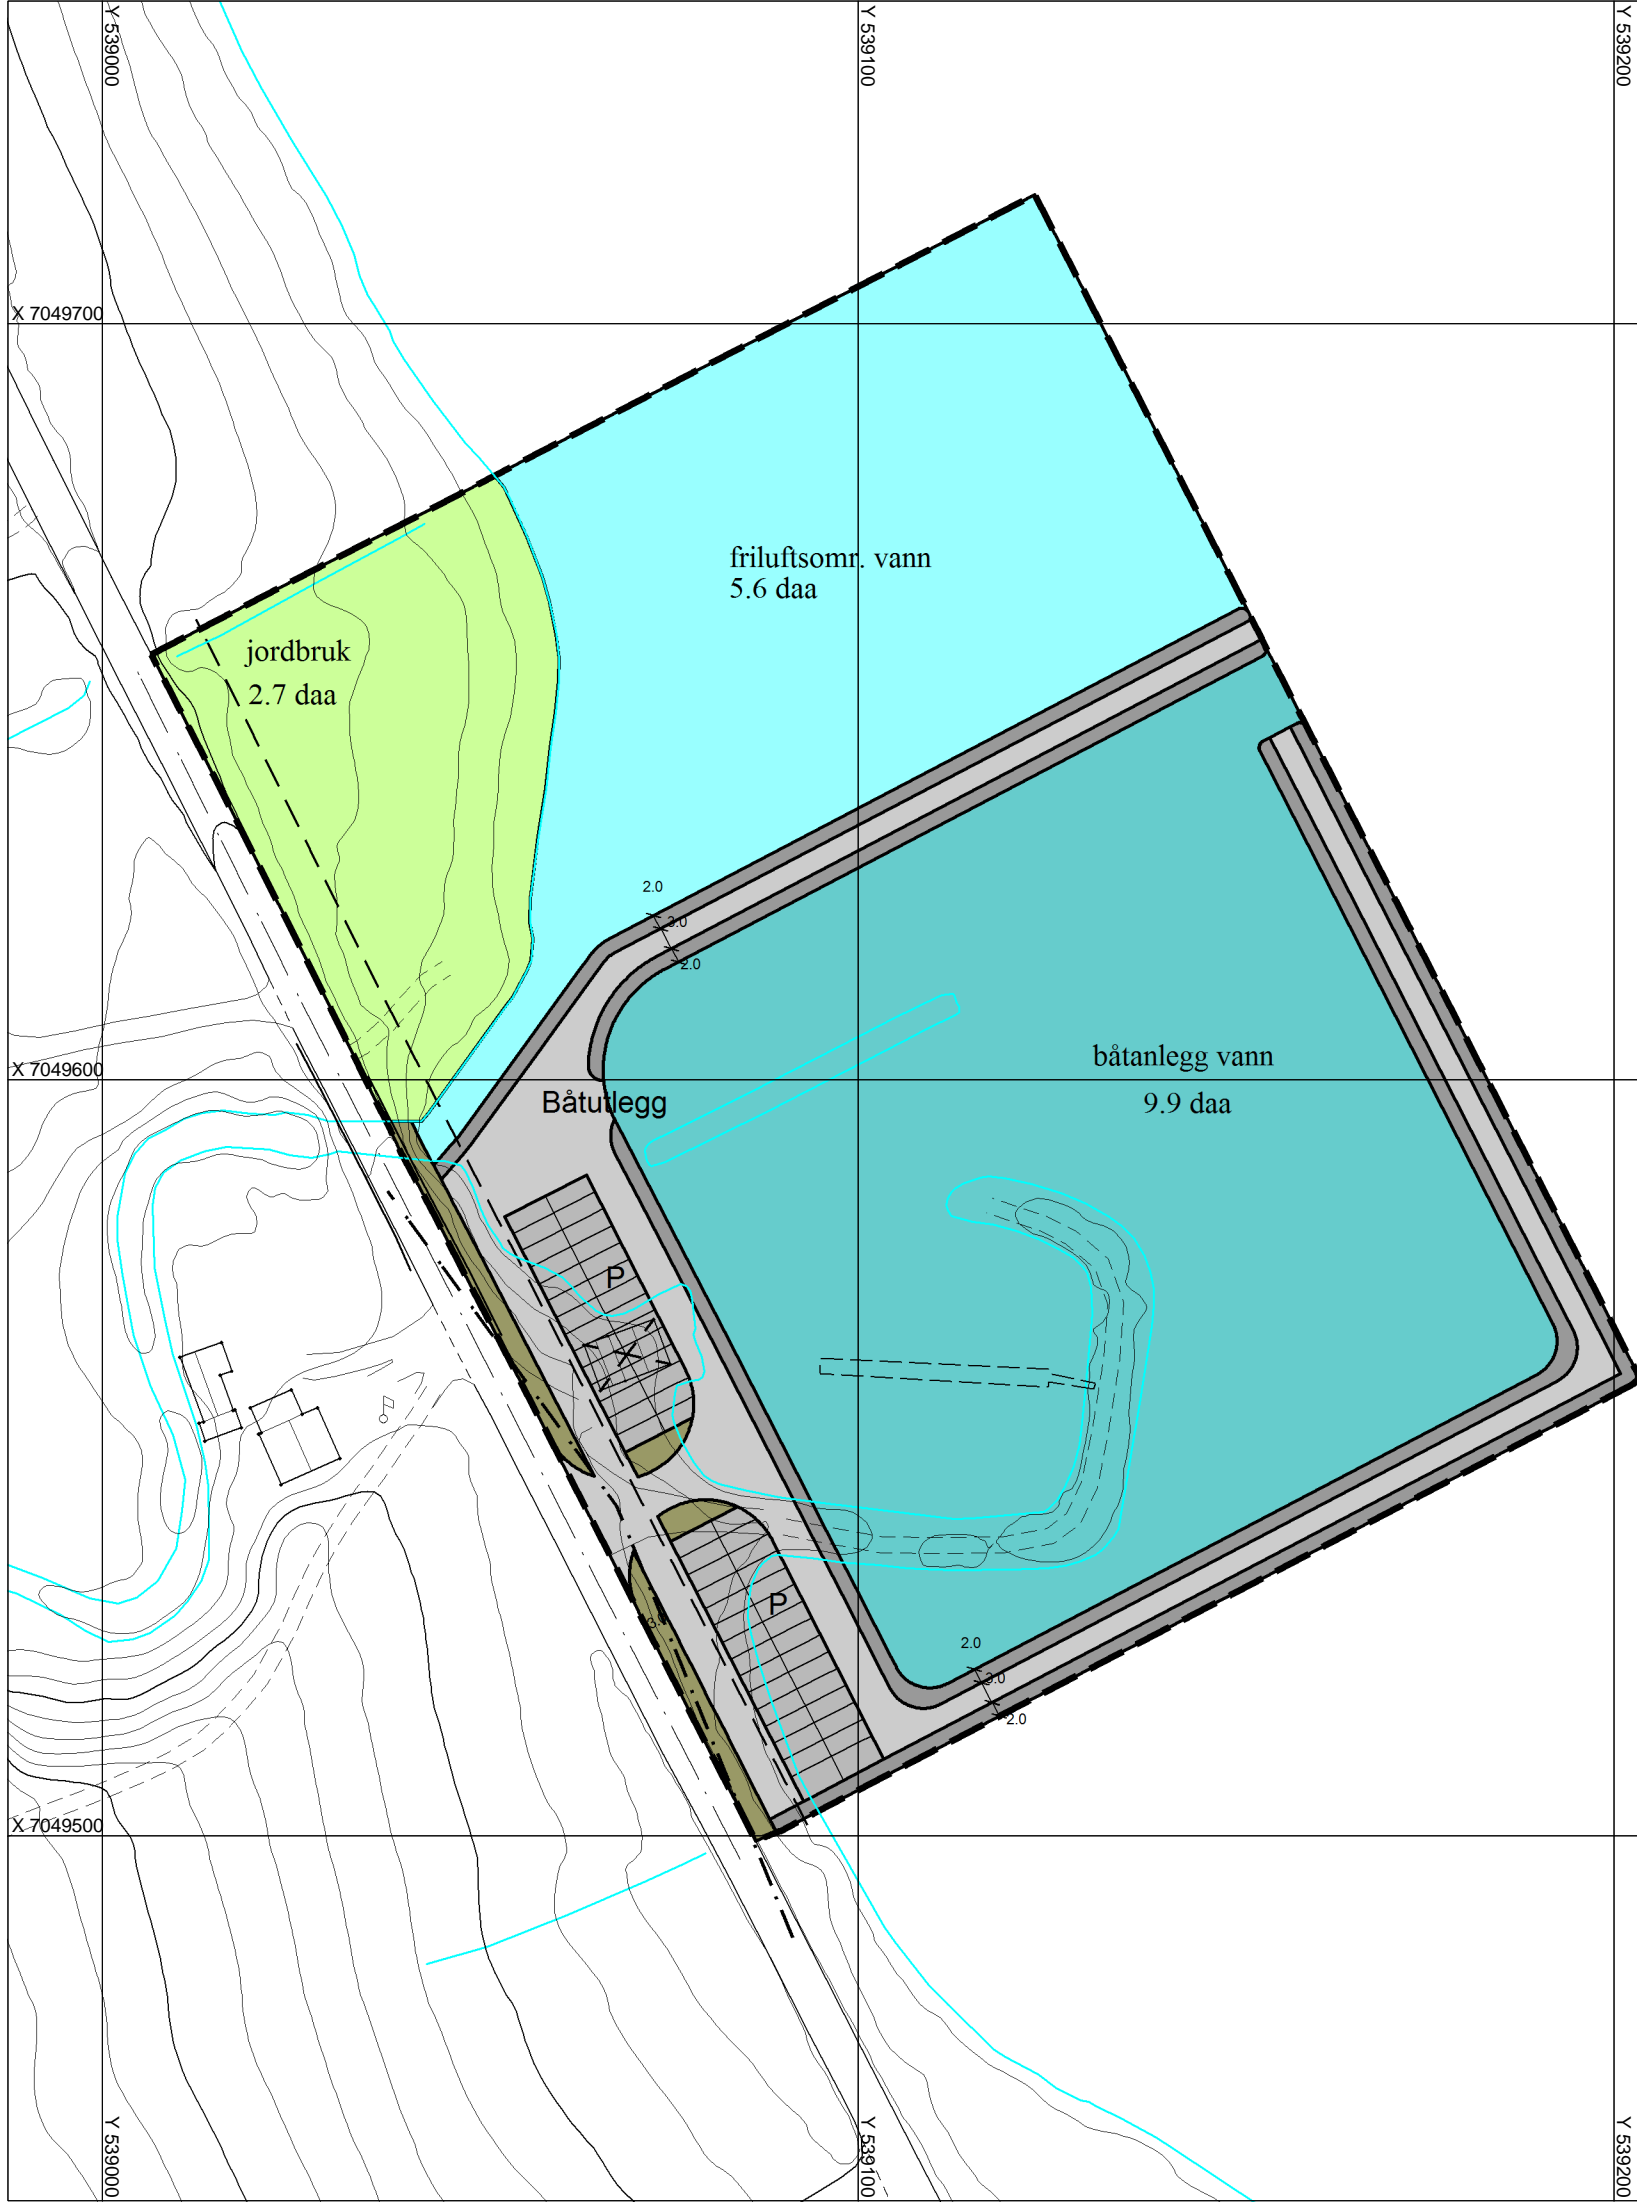 Y 539000
Y 539100
Y 539200
X 7049700
friluftsomr. vann
5.6 daa
jordbruk
2.7 daa
2.0
3.0
2.0
båtanlegg vann
9.9 daa
X 7049600
Båtutlegg
P
P
2.0
3.0
2.0
X 7049500
Y 539000
Y 539100
Y 539200